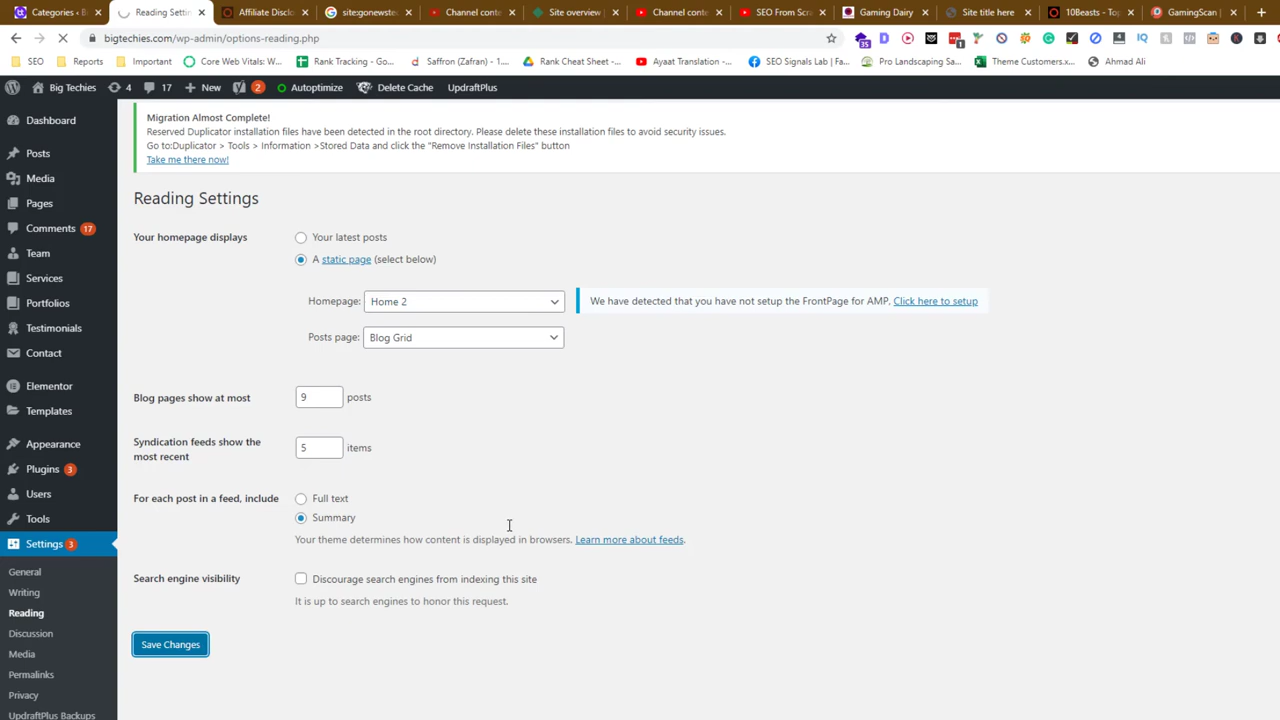 Categories ‹ B
Reading Settin
Affiliate Disclo
site:gonewste
Channel conte
Site overview
Channel conte
SEO From Scr
Gaming Dairy
Site title here
10Beasts - Top
GamingScan |
bigtechies.com/wp-admin/options-reading.php
35
1
4
IQ
SEO
Reports
Important
Core Web Vitals: W...
Rank Tracking - Go...
Saffron (Zafran) - 1....
Rank Cheat Sheet -...
Ayaat Translation -...
SEO Signals Lab | F...
Pro Landscaping Sa...
Theme Customers.x...
Ahmad Ali
Big Techies
4
17
New
2
Autoptimize
Delete Cache
UpdraftPlus
Dashboard
Posts
Media
Pages
Comments 17
Team
Services
Portfolios
Testimonials
Contact
Elementor
Templates
Appearance
Plugins 3
Users
Tools
Settings 3
General
Writing
Reading
Discussion
Media
Permalinks
Privacy
UpdraftPlus Backups
Migration Almost Complete!
Reserved Duplicator installation files have been detected in the root directory. Please delete these installation files to avoid security issues.
Go to:Duplicator > Tools > Information >Stored Data and click the "Remove Installation Files" button
Take me there now!
Reading Settings
Your homepage displays
Your latest posts
A static page (select below)
Homepage: Home 2
We have detected that you have not setup the FrontPage for AMP. Click here to setup
Posts page: Blog Grid
Blog pages show at most 9 posts
Syndication feeds show the
most recent
5 items
For each post in a feed, include
Full text
Summary
Your theme determines how content is displayed in browsers. Learn more about feeds.
Search engine visibility
Discourage search engines from indexing this site
It is up to search engines to honor this request.
Save Changes